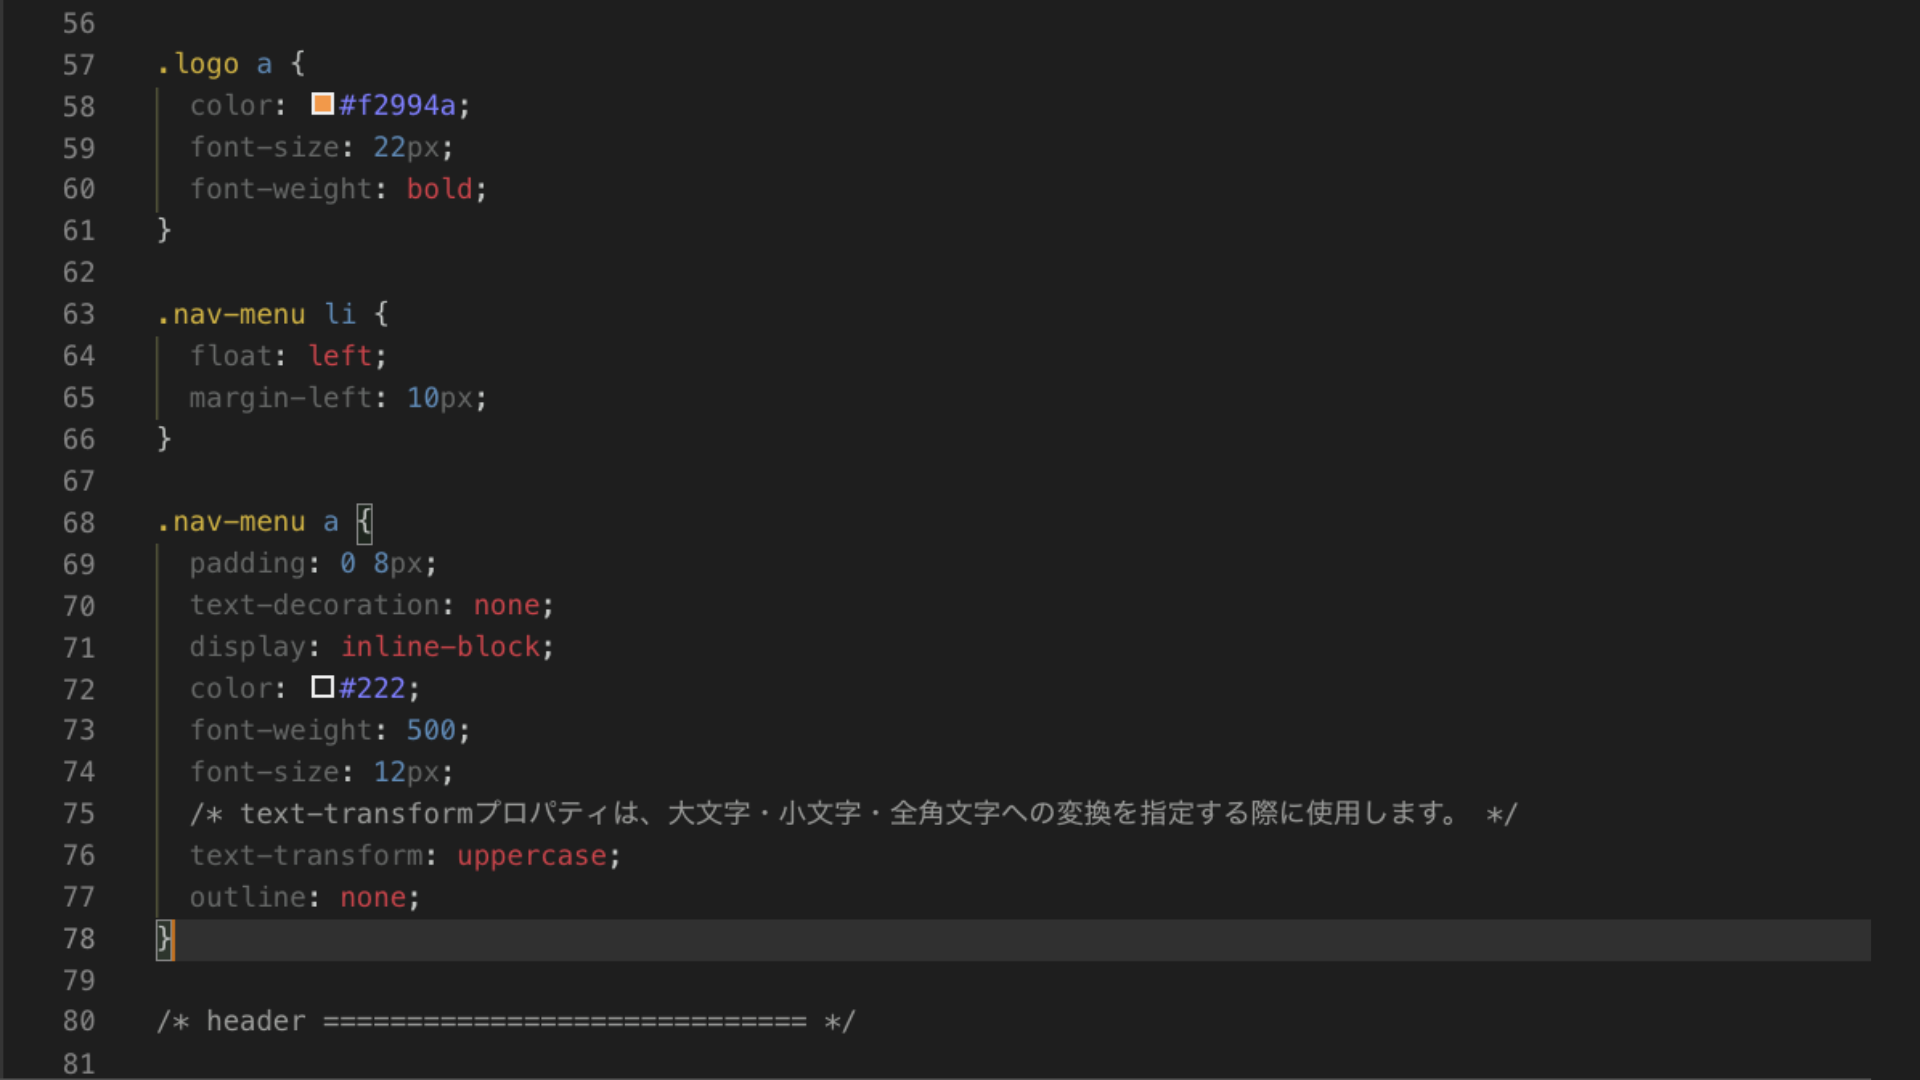 56
57 .logo a {
58 color: #f2994a;
59 font-size: 22px;
60 font-weight: bold;
61 }
62
63 .nav-menu li {
64 float: left;
65 margin-left: 10px;
66 }
67
68 .nav-menu a {
69 padding: 0 8px;
70 text-decoration: none;
71 display: inline-block;
72 color: #222;
73 font-weight: 500;
74 font-size: 12px;
75 /* text-transformプロパティは、大文字・小文字・全角文字への変換を指定する際に使用します。 */
76 text-transform: uppercase;
77 outline: none;
78 }
79
80 /* header ============================= */
81